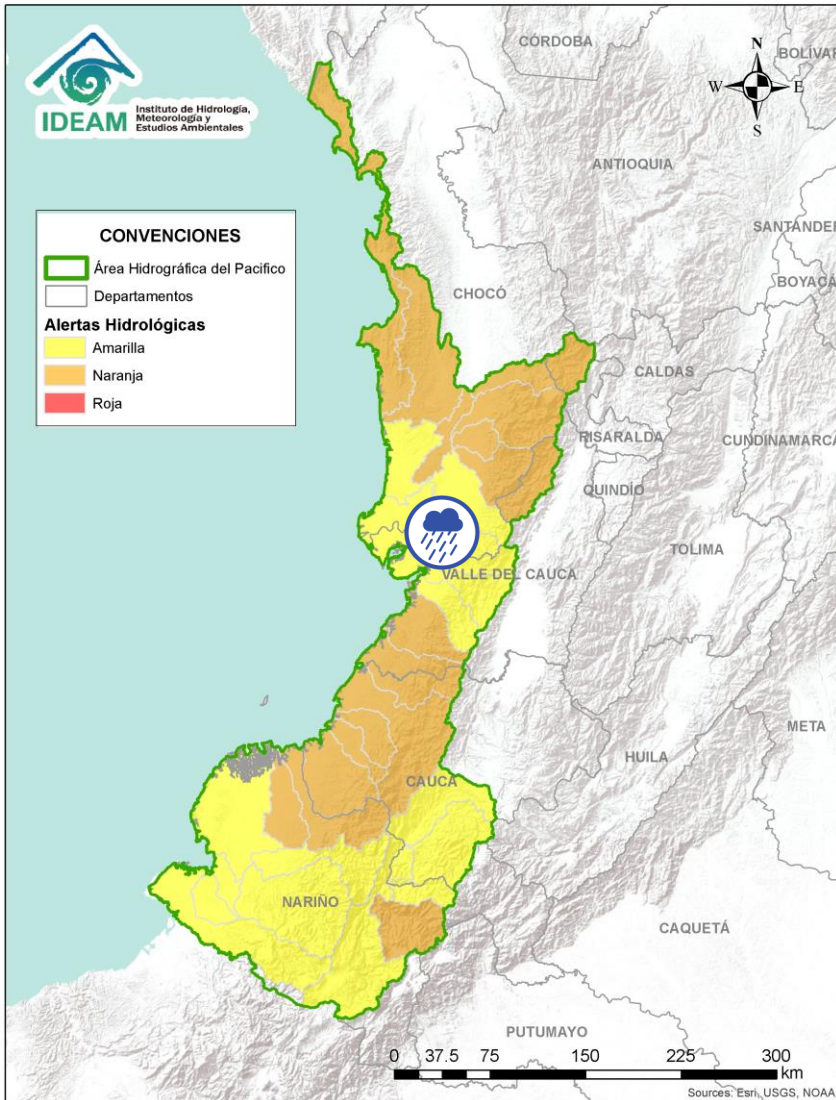 IDEAM
Instituto de Hidrología,
Meteorología y
Estudios Ambientales
CONVENCIONES
Área Hidrográfica del Pacifico
Departamentos
Alertas Hidrológicas
Amarilla
Naranja
Roja
N
W E
S
CÓRDOBA
BOLÍVAR
ANTIOQUIA
SANTANDER
BOYACÁ
CHOCÓ
CALDAS
RISARALDA
CUNDINAMARCA
QUINDÍO
TOLIMA
VALLE DEL CAUCA
META
HUILA
CAUCA
NARIÑO
CAQUETÁ
PUTUMAYO
0 37.5 75 150 225 300
km
Sources: Esri, USGS, NOAA